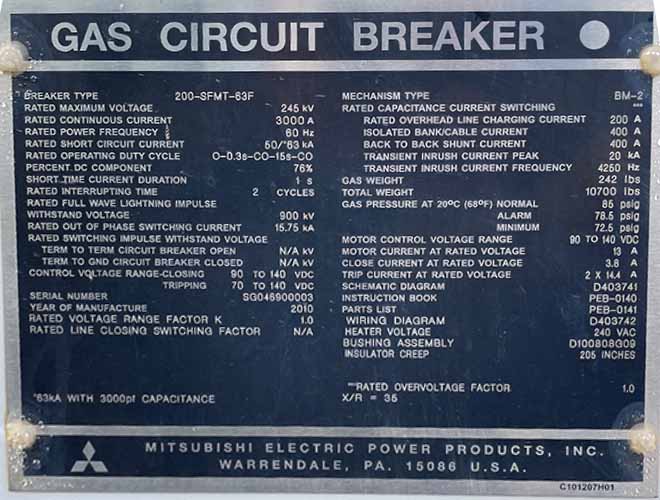 GAS CIRCUIT BREAKER
BREAKER TYPE 200-SFMT-63F
RATED MAXIMUM VOLTAGE 245 kV
RATED CONTINUOUS CURRENT 3000 A
RATED POWER FREQUENCY 60 Hz
RATED SHORT CIRCUIT CURRENT 50/*63 kA
RATED OPERATING DUTY CYCLE O-0.3s-CO-15s-CO
PERCENT DC COMPONENT 76%
SHORT TIME CURRENT DURATION 1 s
RATED INTERRUPTING TIME 2 CYCLES
RATED FULL WAVE LIGHTNING IMPULSE
WITHSTAND VOLTAGE 900 kV
RATED OUT OF PHASE SWITCHING CURRENT 15.75 kA
RATED SWITCHING IMPULSE WITHSTAND VOLTAGE
TERM TO TERM CIRCUIT BREAKER OPEN N/A kV
TERM TO GND CIRCUIT BREAKER CLOSED N/A kV
CONTROL VOLTAGE RANGE-CLOSING 90 TO 140 VDC
TRIPPING 70 TO 140 VDC
SERIAL NUMBER SG046900003
YEAR OF MANUFACTURE 2010
RATED VOLTAGE RANGE FACTOR K 1.0
RATED LINE CLOSING SWITCHING FACTOR N/A
*63kA WITH 3000pf CAPACITANCE
MECHANISM TYPE BM-2
RATED CAPACITANCE CURRENT SWITCHING ***
RATED OVERHEAD LINE CHARGING CURRENT 200 A
ISOLATED BANK/CABLE CURRENT 400 A
BACK TO BACK SHUNT CURRENT 400 A
TRANSIENT INRUSH CURRENT PEAK 20 kA
TRANSIENT INRUSH CURRENT FREQUENCY 4250 Hz
GAS WEIGHT 242 lbs
TOTAL WEIGHT 10700 lbs
GAS PRESSURE AT 20ºC (68ºF) NORMAL 85 psig
ALARM 78.5 psig
MINIMUM 72.5 psig
MOTOR CONTROL VOLTAGE RANGE 90 TO 140 VDC
MOTOR CURRENT AT RATED VOLTAGE 13 A
CLOSE CURRENT AT RATED VOLTAGE 3.8 A
TRIP CURRENT AT RATED VOLTAGE 2 X 14.4 A
SCHEMATIC DIAGRAM D403741
INSTRUCTION BOOK PEB-0140
PARTS LIST PEB-0141
WIRING DIAGRAM D403742
HEATER VOLTAGE 240 VAC
BUSHING ASSEMBLY D100808G09
INSULATOR CREEP 205 INCHES
***RATED OVERVOLTAGE FACTOR 1.0
X/R = 35
MITSUBISHI ELECTRIC POWER PRODUCTS, INC.
WARRENDALE, PA. 15086 U.S.A.
C101207H01